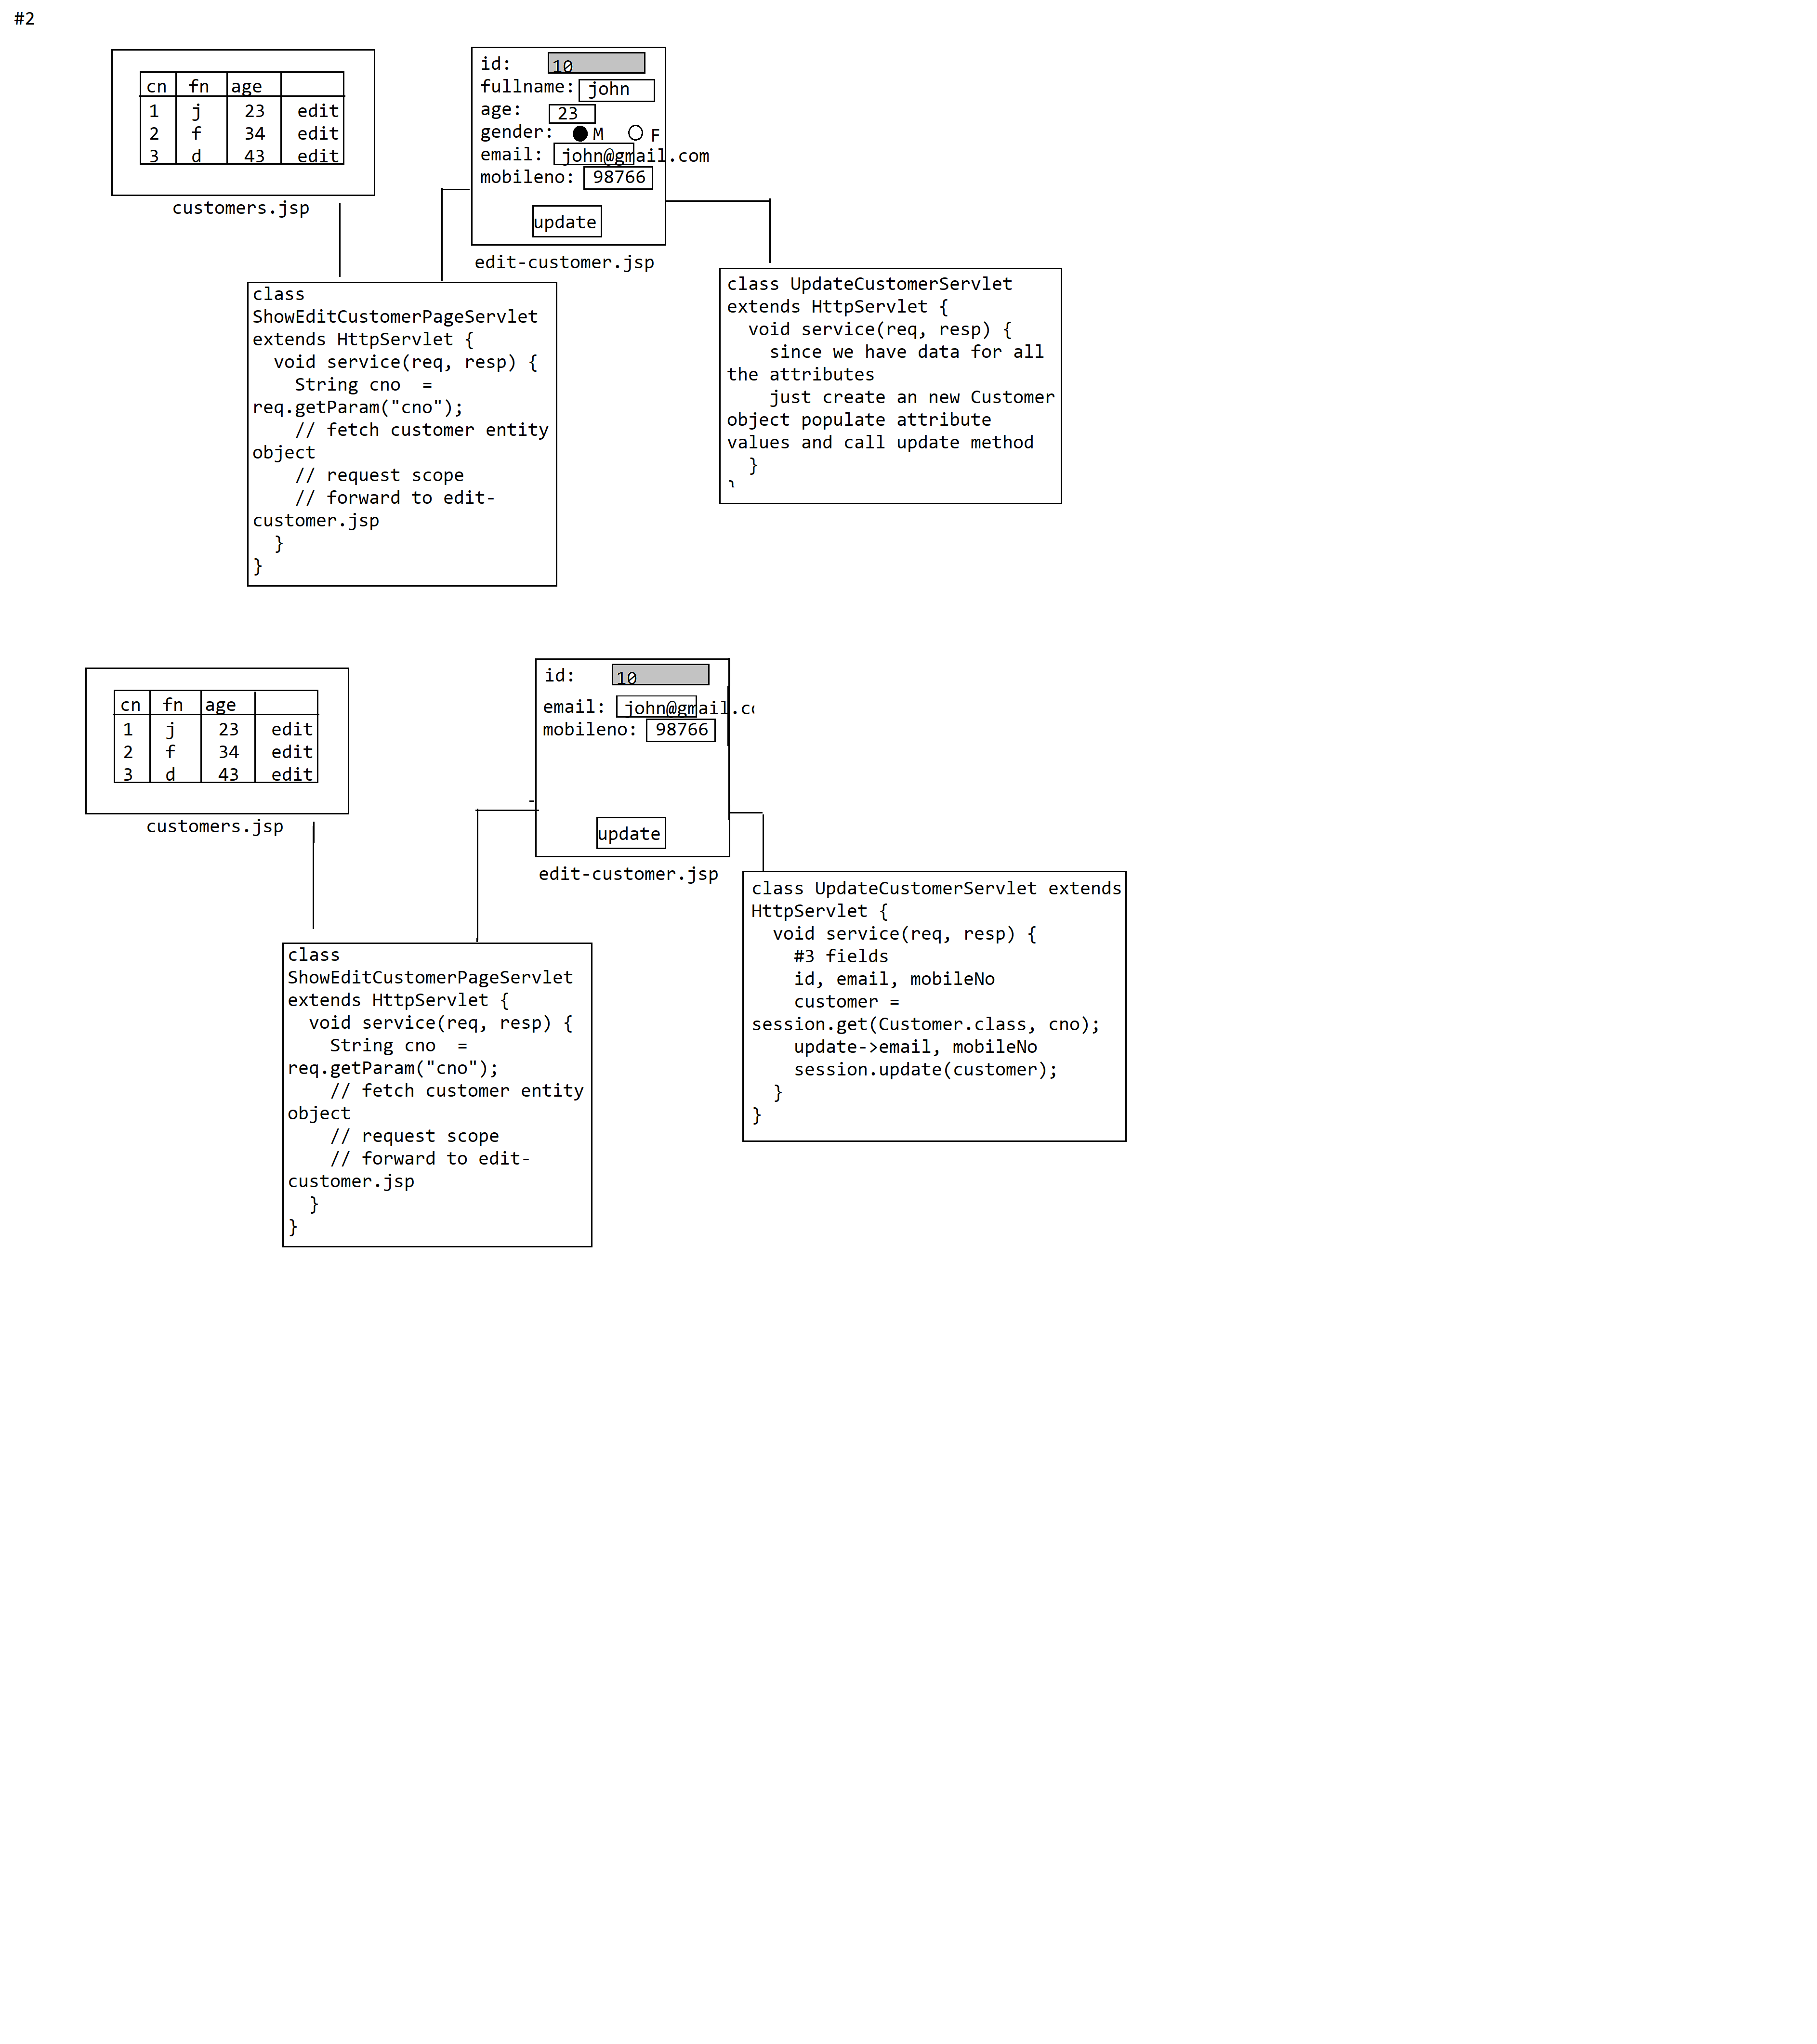 #2
cn fn age
1 j 23 edit
2 f 34 edit
3 d 43 edit
customers.jsp
id: 10
fullname: john
age: 23
gender: M F
email: john@gmail.com
mobileno: 98766
update
edit-customer.jsp
class
ShowEditCustomerPageServlet
extends HttpServlet {
void service(req, resp) {
String cno =
req.getParam("cno");
// fetch customer entity
object
// request scope
// forward to edit-
customer.jsp
}
}
class UpdateCustomerServlet
extends HttpServlet {
void service(req, resp) {
since we have data for all
the attributes
just create an new Customer
object populate attribute
values and call update method
}
}
cn fn age
1 j 23 edit
2 f 34 edit
3 d 43 edit
customers.jsp
id: 10
email: john@gmail.co
mobileno: 98766
update
edit-customer.jsp
class
ShowEditCustomerPageServlet
extends HttpServlet {
void service(req, resp) {
String cno =
req.getParam("cno");
// fetch customer entity
object
// request scope
// forward to edit-
customer.jsp
}
}
class UpdateCustomerServlet extends
HttpServlet {
void service(req, resp) {
#3 fields
id, email, mobileNo
customer =
session.get(Customer.class, cno);
update->email, mobileNo
session.update(customer);
}
}